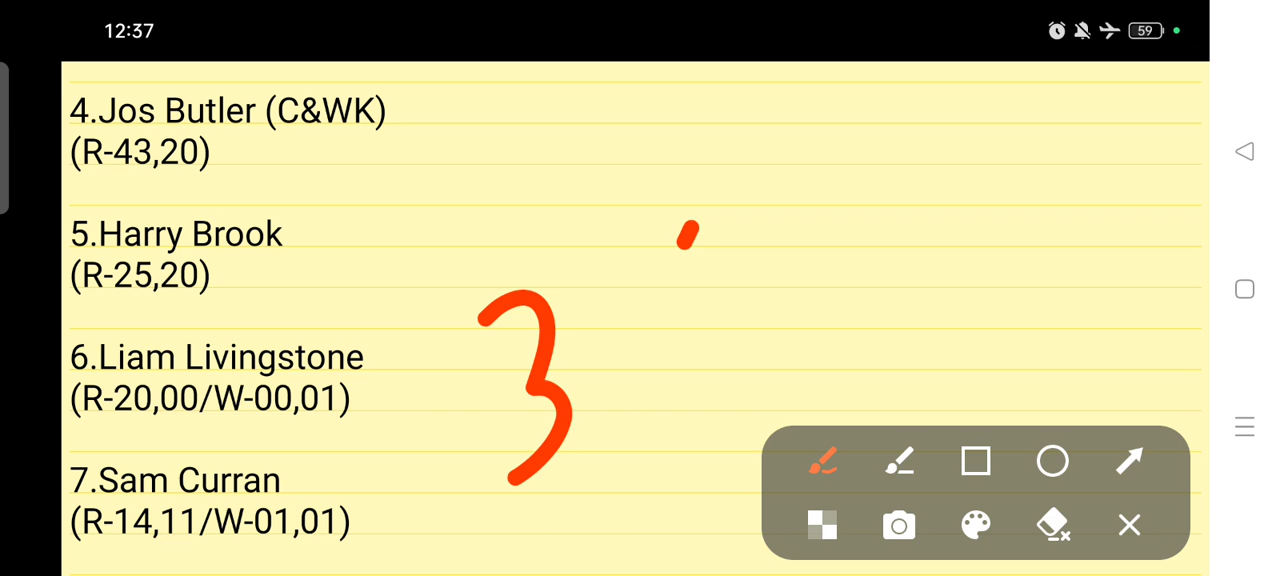 12:37
59
4.Jos Butler (C&WK)
(R-43,20)
5.Harry Brook
(R-25,20)
3
6.Liam Livingstone
(R-20,00/W-00,01)
7.Sam Curran
(R-14,11/W-01,01)